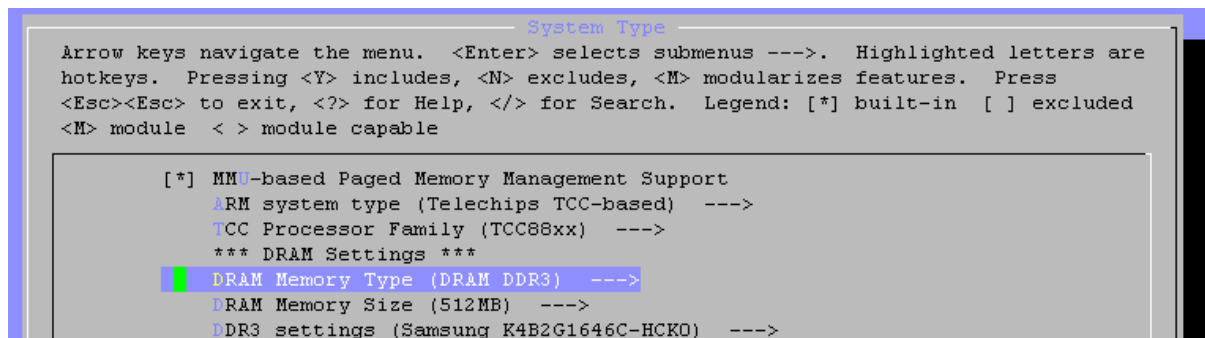 System Type
Arrow keys navigate the menu.  <Enter> selects submenus --->.  Highlighted letters are
hotkeys.  Pressing <Y> includes, <N> excludes, <M> modularizes features.  Press
<Esc><Esc> to exit, <?> for Help, </> for Search.  Legend: [*] built-in  [ ] excluded
<M> module  < > module capable
[*] MMU-based Paged Memory Management Support
ARM system type (Telechips TCC-based)  --->
TCC Processor Family (TCC88xx)  --->
*** DRAM Settings ***
DRAM Memory Type (DRAM DDR3)  --->
DRAM Memory Size (512MB)  --->
DDR3 settings (Samsung K4B2G1646C-HCK0)  --->